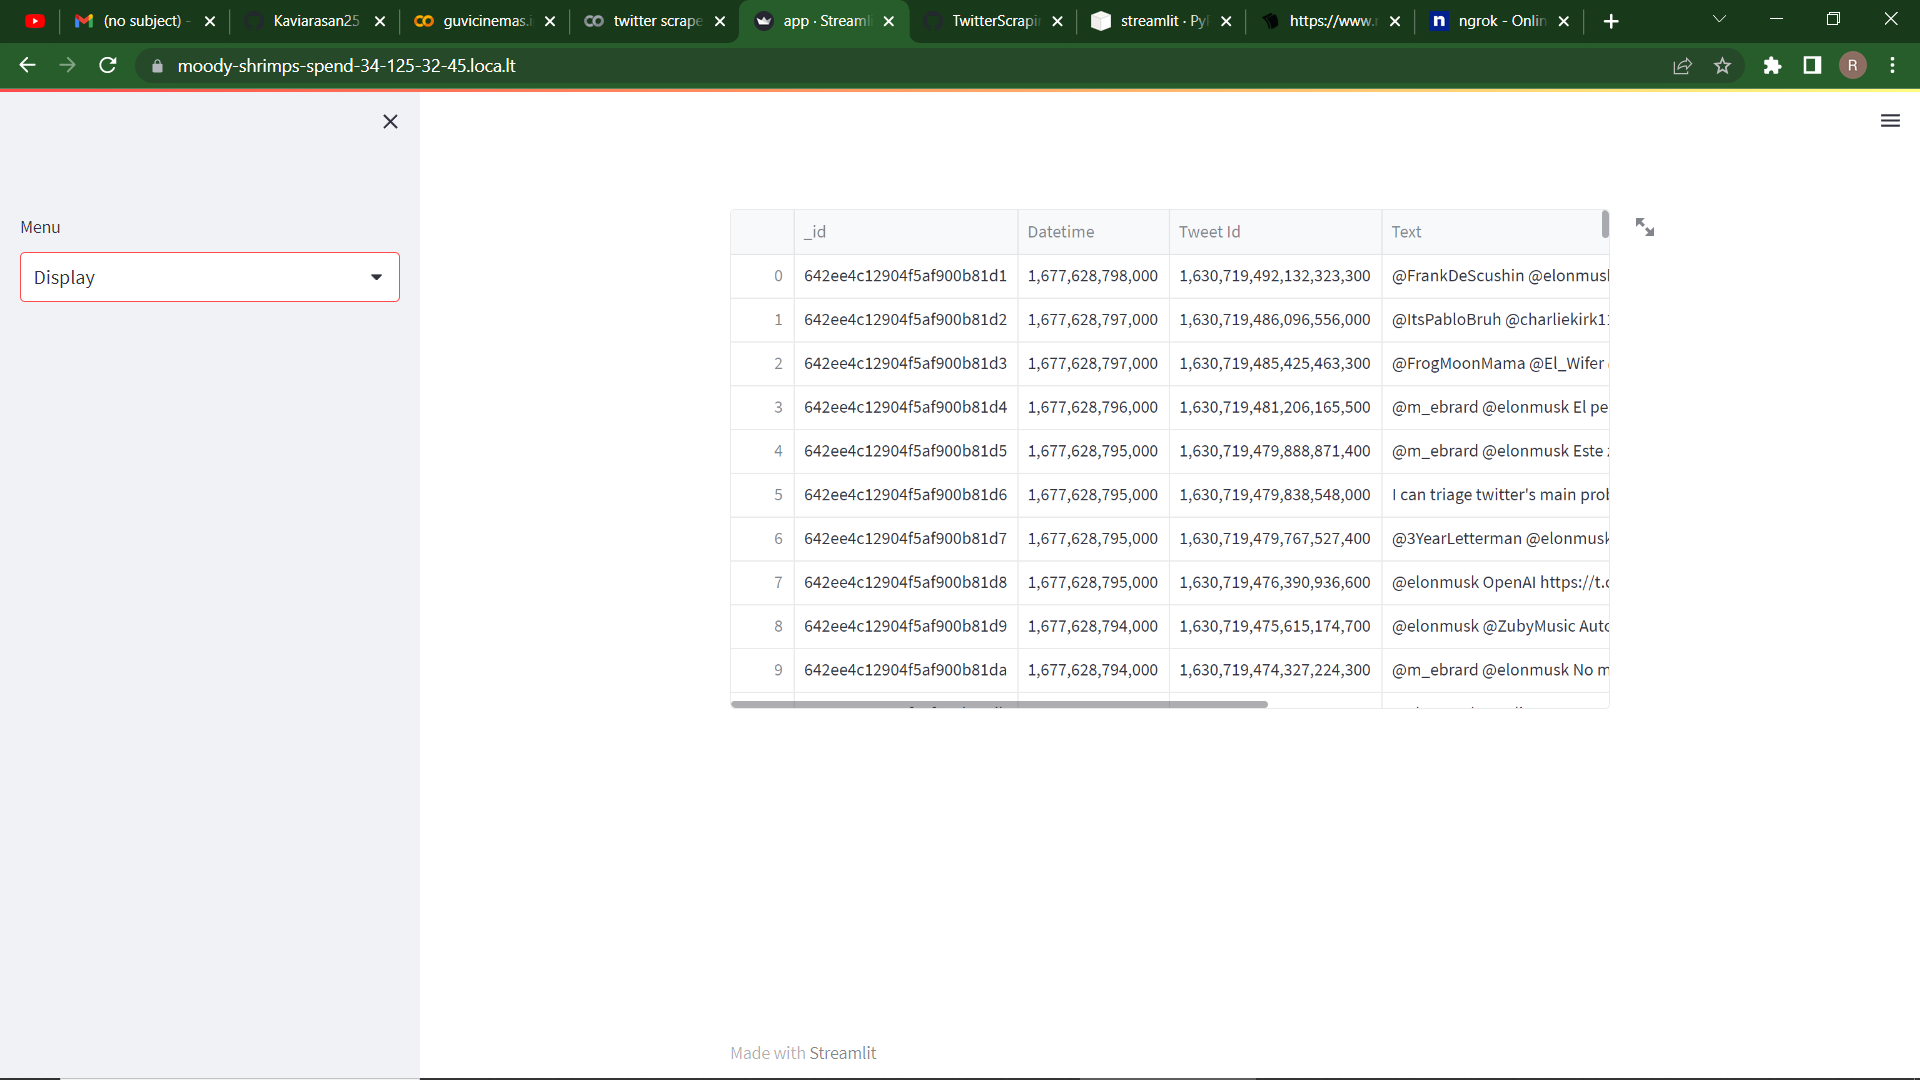 (no subject) -
Kaviarasan25
guvicinemas.i
twitter scrape
app · Streaml
TwitterScrapi
streamlit · Py
https://www.
ngrok - Onlin
moody-shrimps-spend-34-125-32-45.loca.lt
R
Menu
Display
_id Datetime Tweet Id Text
0 642ee4c12904f5af900b81d1 1,677,628,798,000 1,630,719,492,132,323,300 @FrankDeScushin @elonmusk
1 642ee4c12904f5af900b81d2 1,677,628,797,000 1,630,719,486,096,556,000 @ItsPabloBruh @charliekirk1
2 642ee4c12904f5af900b81d3 1,677,628,797,000 1,630,719,485,425,463,300 @FrogMoonMama @El_Wifer
3 642ee4c12904f5af900b81d4 1,677,628,796,000 1,630,719,481,206,165,500 @m_ebrard @elonmusk El pe
4 642ee4c12904f5af900b81d5 1,677,628,795,000 1,630,719,479,888,871,400 @m_ebrard @elonmusk Este
5 642ee4c12904f5af900b81d6 1,677,628,795,000 1,630,719,479,838,548,000 I can triage twitter's main prob
6 642ee4c12904f5af900b81d7 1,677,628,795,000 1,630,719,479,767,527,400 @3YearLetterman @elonmusk
7 642ee4c12904f5af900b81d8 1,677,628,795,000 1,630,719,476,390,936,600 @elonmusk OpenAI https://t.c
8 642ee4c12904f5af900b81d9 1,677,628,794,000 1,630,719,475,615,174,700 @elonmusk @ZubyMusic Auto
9 642ee4c12904f5af900b81da 1,677,628,794,000 1,630,719,474,327,224,300 @m_ebrard @elonmusk No m
Made with Streamlit